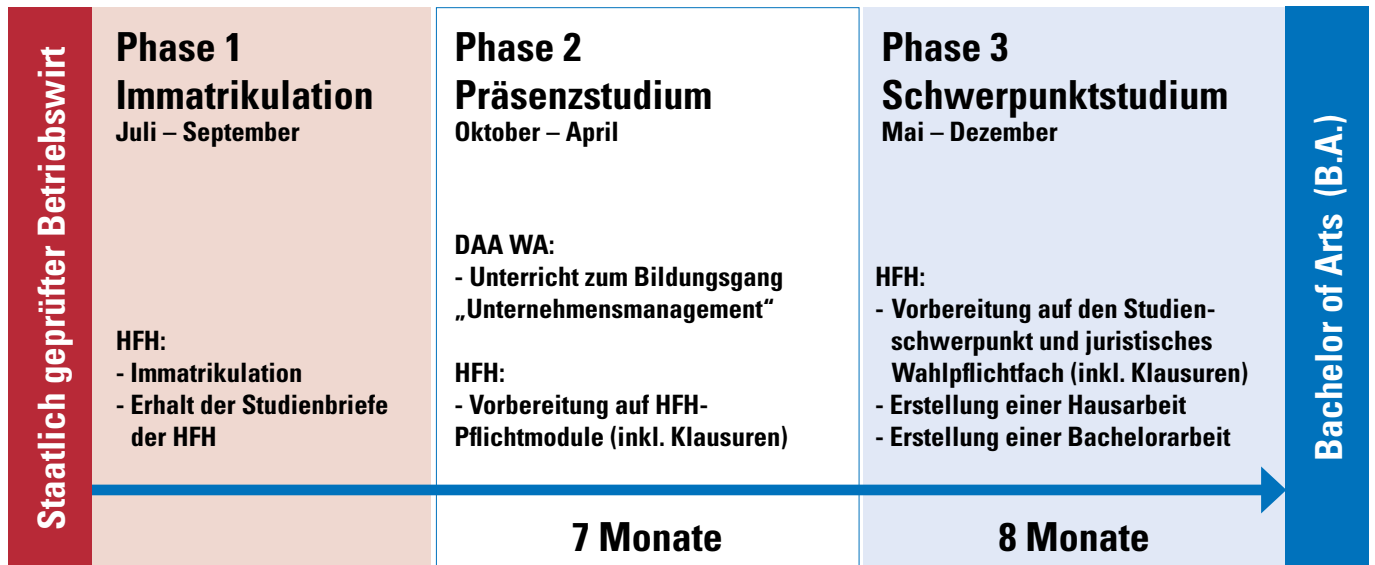 Staatlich geprüfter Betriebswirt
Phase 1
Immatrikulation
Juli – September
HFH:
- Immatrikulation
- Erhalt der Studienbriefe
der HFH
Phase 2
Präsenzstudium
Oktober – April
DAA WA:
- Unterricht zum Bildungsgang
„Unternehmensmanagement“
HFH:
- Vorbereitung auf HFH-
Pflichtmodule (inkl. Klausuren)
7 Monate
Phase 3
Schwerpunktstudium
Mai – Dezember
HFH:
- Vorbereitung auf den Studien-
schwerpunkt und juristisches
Wahlpflichtfach (inkl. Klausuren)
- Erstellung einer Hausarbeit
- Erstellung einer Bachelorarbeit
8 Monate
Bachelor of Arts (B.A.)